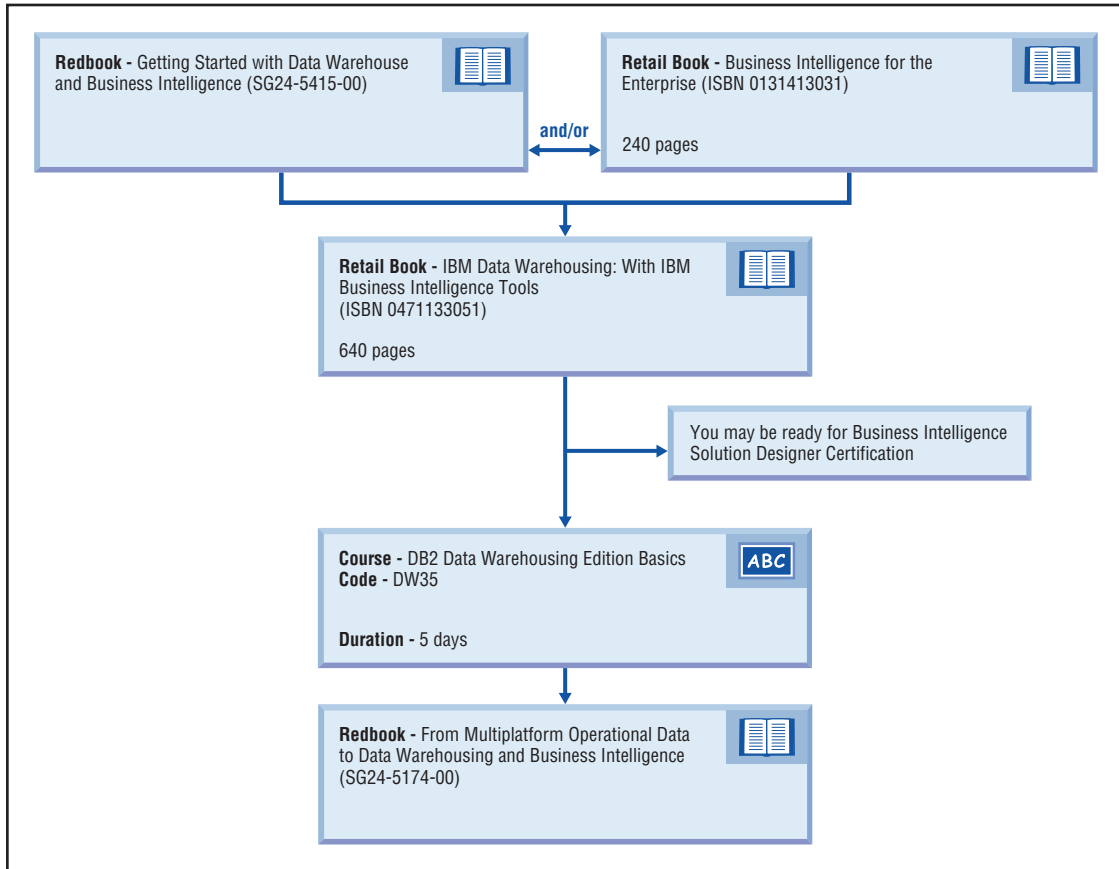 Redbook - Getting Started with Data Warehouse
and Business Intelligence (SG24-5415-00)
and/or
Retail Book - Business Intelligence for the
Enterprise (ISBN 0131413031)
240 pages
Retail Book - IBM Data Warehousing: With IBM
Business Intelligence Tools
(ISBN 0471133051)
640 pages
You may be ready for Business Intelligence
Solution Designer Certification
Course - DB2 Data Warehousing Edition Basics
Code - DW35
ABC
Duration - 5 days
Redbook - From Multiplatform Operational Data
to Data Warehousing and Business Intelligence
(SG24-5174-00)